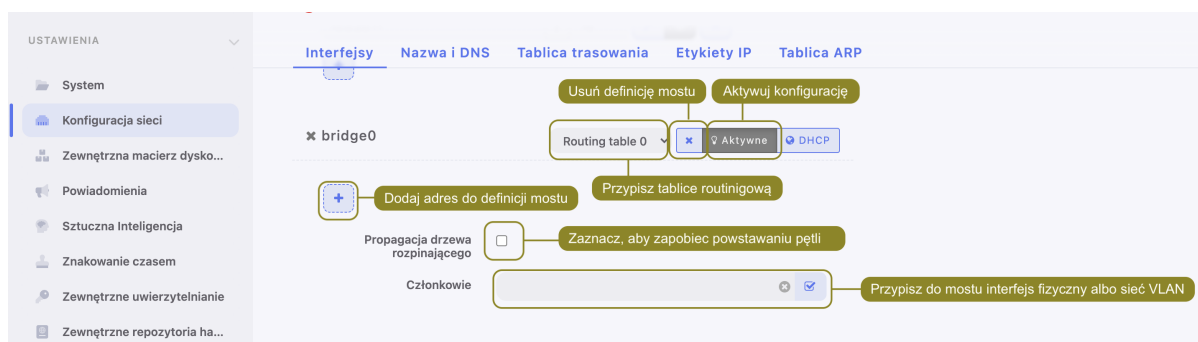 USTAWIENIA
Interfejsy Nazwa i DNS Tablica trasowania Etykiety IP Tablica ARP
System
Usuń definicję mostu Aktywuj konfigurację
Konfiguracja sieci
bridge0 Routing table 0 Aktywne DHCP
Zewnętrzna macierz dysko...
Powiadomienia
Przypisz tablice routinigową
+ Dodaj adres do definicji mostu
Sztuczna Inteligencja
Propagacja drzewa
rozpinającego
Zaznacz, aby zapobiec powstawaniu pętli
Znakowanie czasem
Członkowie
Przypisz do mostu interfejs fizyczny albo sieć VLAN
Zewnętrzne uwierzytelnianie
Zewnętrzne repozytoria ha...